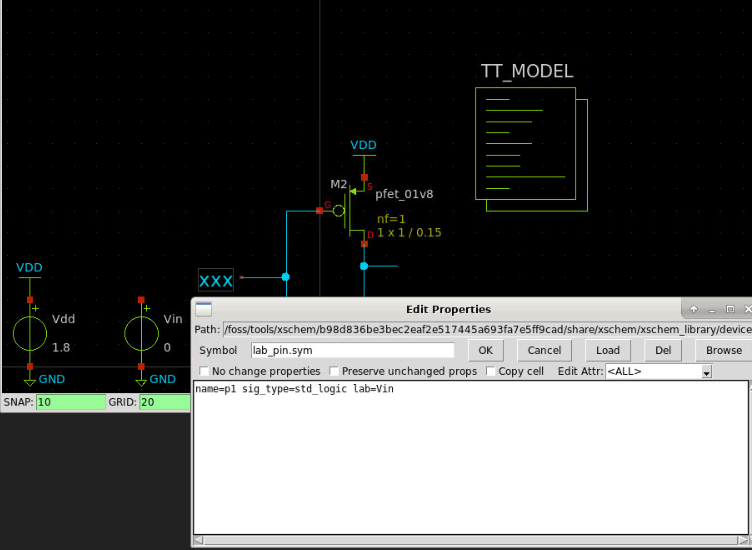 TT_MODEL
VDD
M2
S
pfet_01v8
G
nf=1
D
1 x 1 / 0.15
VDD
xxx
+
+
Vdd
Vin
1.8
0
GND
GND
SNAP: 10 GRID: 20
Edit Properties
Path: /foss/tools/xschem/b98d836be3bec2eaf2e517445a693fa7e5ff9cad/share/xschem/xschem_library/device
Symbol lab_pin.sym OK Cancel Load Del Browse
No change properties Preserve unchanged props Copy cell Edit Attr: <ALL>
name=p1 sig_type=std_logic lab=Vin